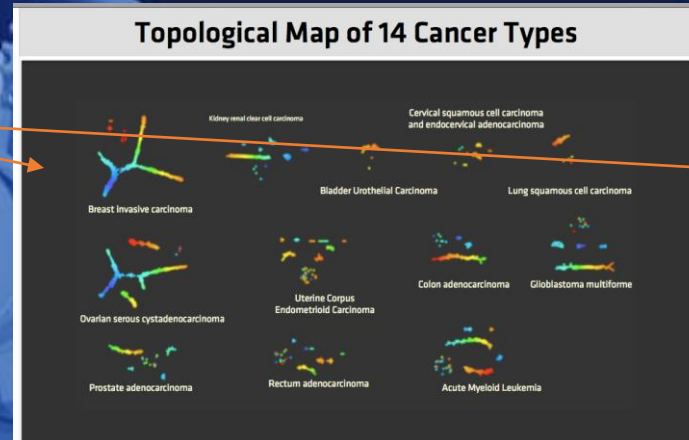 Topological Map of 14 Cancer Types
Kidney renal clear cell carcinoma
Cervical squamous cell carcinoma
and endocervical adenocarcinoma
Bladder Urothelial Carcinoma
Lung squamous cell carcinoma
Breast invasive carcinoma
Colon adenocarcinoma
Glioblastoma multiforme
Uterine Corpus
Endometrioid Carcinoma
Ovarian serous cystadenocarcinoma
Prostate adenocarcinoma
Rectum adenocarcinoma
Acute Myeloid Leukemia